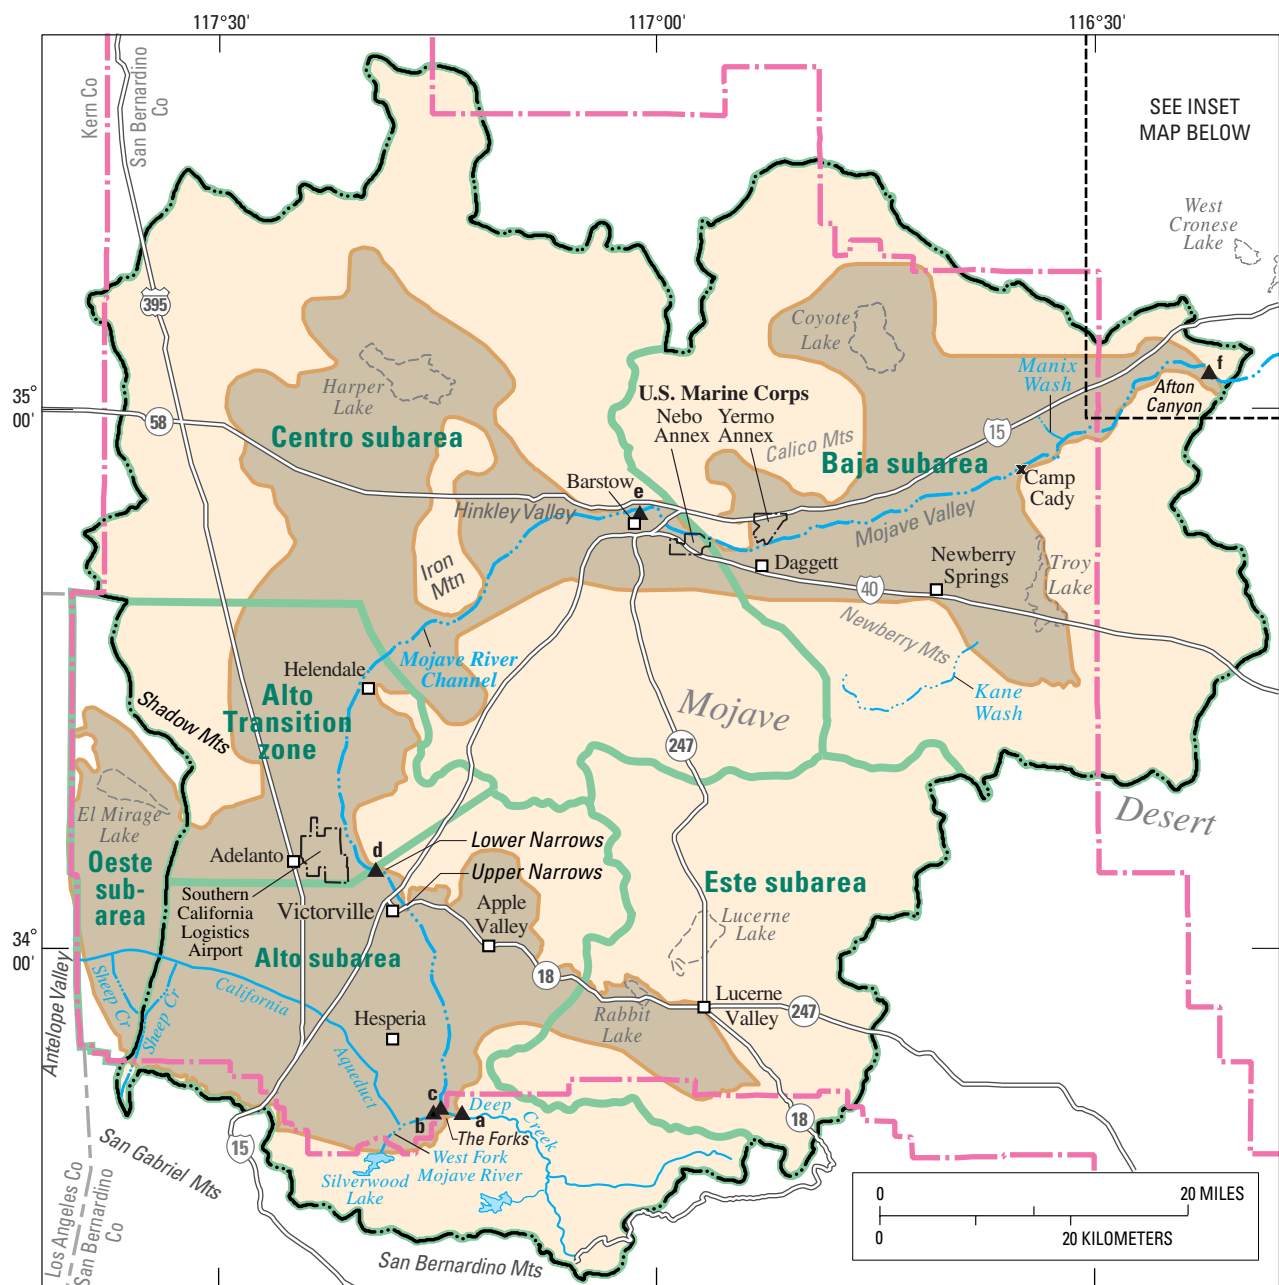 117°30'
117°00'
116°30'
Kern Co
San Bernardino
Co
SEE INSET
MAP BELOW
West
Cronese
Lake
395
Coyote
Lake
Manix
Wash
f
Afton
Canyon
Harper
Lake
35°
00'
58
U.S. Marine Corps
Nebo
Annex
Yermo
Annex
Centro subarea
Calico Mts
15
Baja subarea
Camp
Cady
Barstow
e
Hinkley Valley
Mojave Valley
Iron
Mtn
Daggett
Newberry
Springs
Troy
Lake
40
Newberry Mts
Helendale
Mojave River
Channel
Kane
Wash
Shadow Mts
Alto
Transition
zone
Mojave
247
El Mirage
Lake
Desert
Oeste
sub-
area
Adelanto
d
Lower Narrows
Upper Narrows
Este subarea
Southern
California
Logistics
Airport
Victorville
Apple
Valley
Lucerne
Lake
34°
00'
Alto subarea
Antelope Valley
Sheep Cr
Sheep Cr
California
Aqueduct
18
Rabbit
Lake
Lucerne
Valley
247
Hesperia
c
b
a
Deep
Creek
The Forks
West Fork
Mojave River
Silverwood
Lake
18
15
San Gabriel Mts
San Bernardino Mts
Los Angeles Co
San Bernardino
Co
0
20 MILES
0
20 KILOMETERS